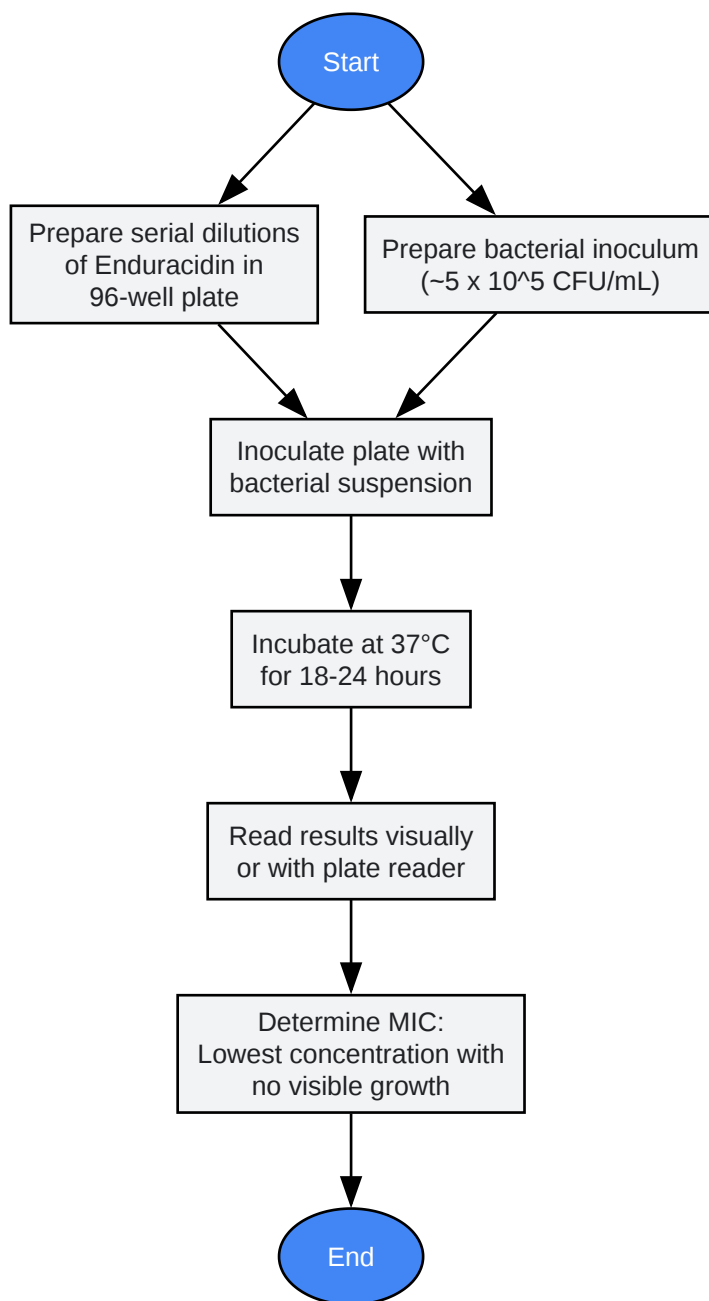 Start
Prepare serial dilutions
of Enduracidin in
96-well plate
Prepare bacterial inoculum
(~5 x 10^5 CFU/mL)
Inoculate plate with
bacterial suspension
Incubate at 37°C
for 18-24 hours
Read results visually
or with plate reader
Determine MIC:
Lowest concentration with
no visible growth
End